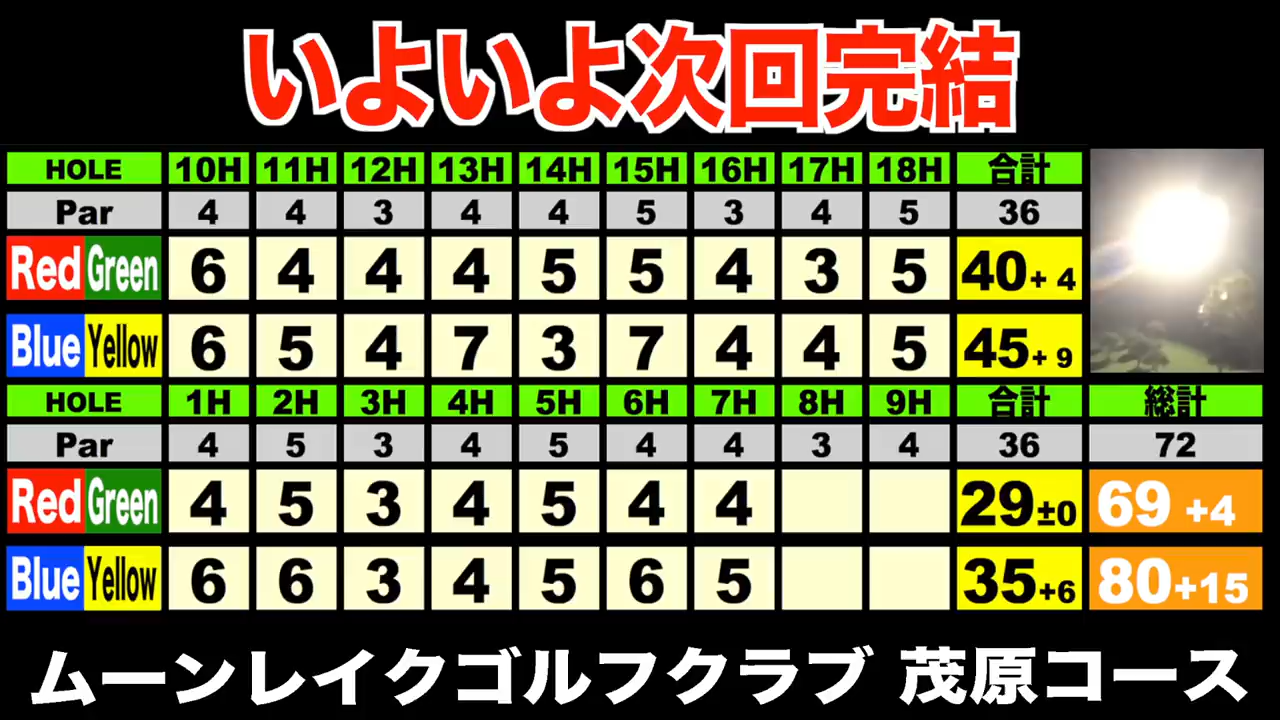 いよいよ次回完結
HOLE 10H 11H 12H 13H 14H 15H 16H 17H 18H 合計
Par 4 4 3 4 4 5 3 4 5 36
Red Green 6 4 4 4 5 5 4 3 5 40+ 4
Blue Yellow 6 5 4 7 3 7 4 4 5 45+ 9
HOLE 1H 2H 3H 4H 5H 6H 7H 8H 9H 合計 総計
Par 4 5 3 4 5 4 4 3 4 36 72
Red Green 4 5 3 4 5 4 4 29±0 69 +4
Blue Yellow 6 6 3 4 5 6 5 35+6 80+15
ムーンレイクゴルフクラブ 茂原コース